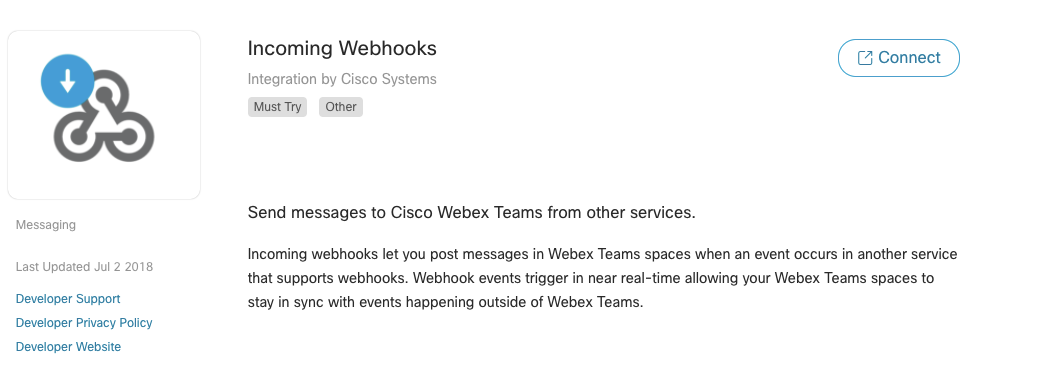 Incoming Webhooks
Connect
Integration by Cisco Systems
Must Try
Other
Send messages to Cisco Webex Teams from other services.
Incoming webhooks let you post messages in Webex Teams spaces when an event occurs in another service
that supports webhooks. Webhook events trigger in near real-time allowing your Webex Teams spaces to
stay in sync with events happening outside of Webex Teams.
Messaging
Last Updated Jul 2 2018
Developer Support
Developer Privacy Policy
Developer Website